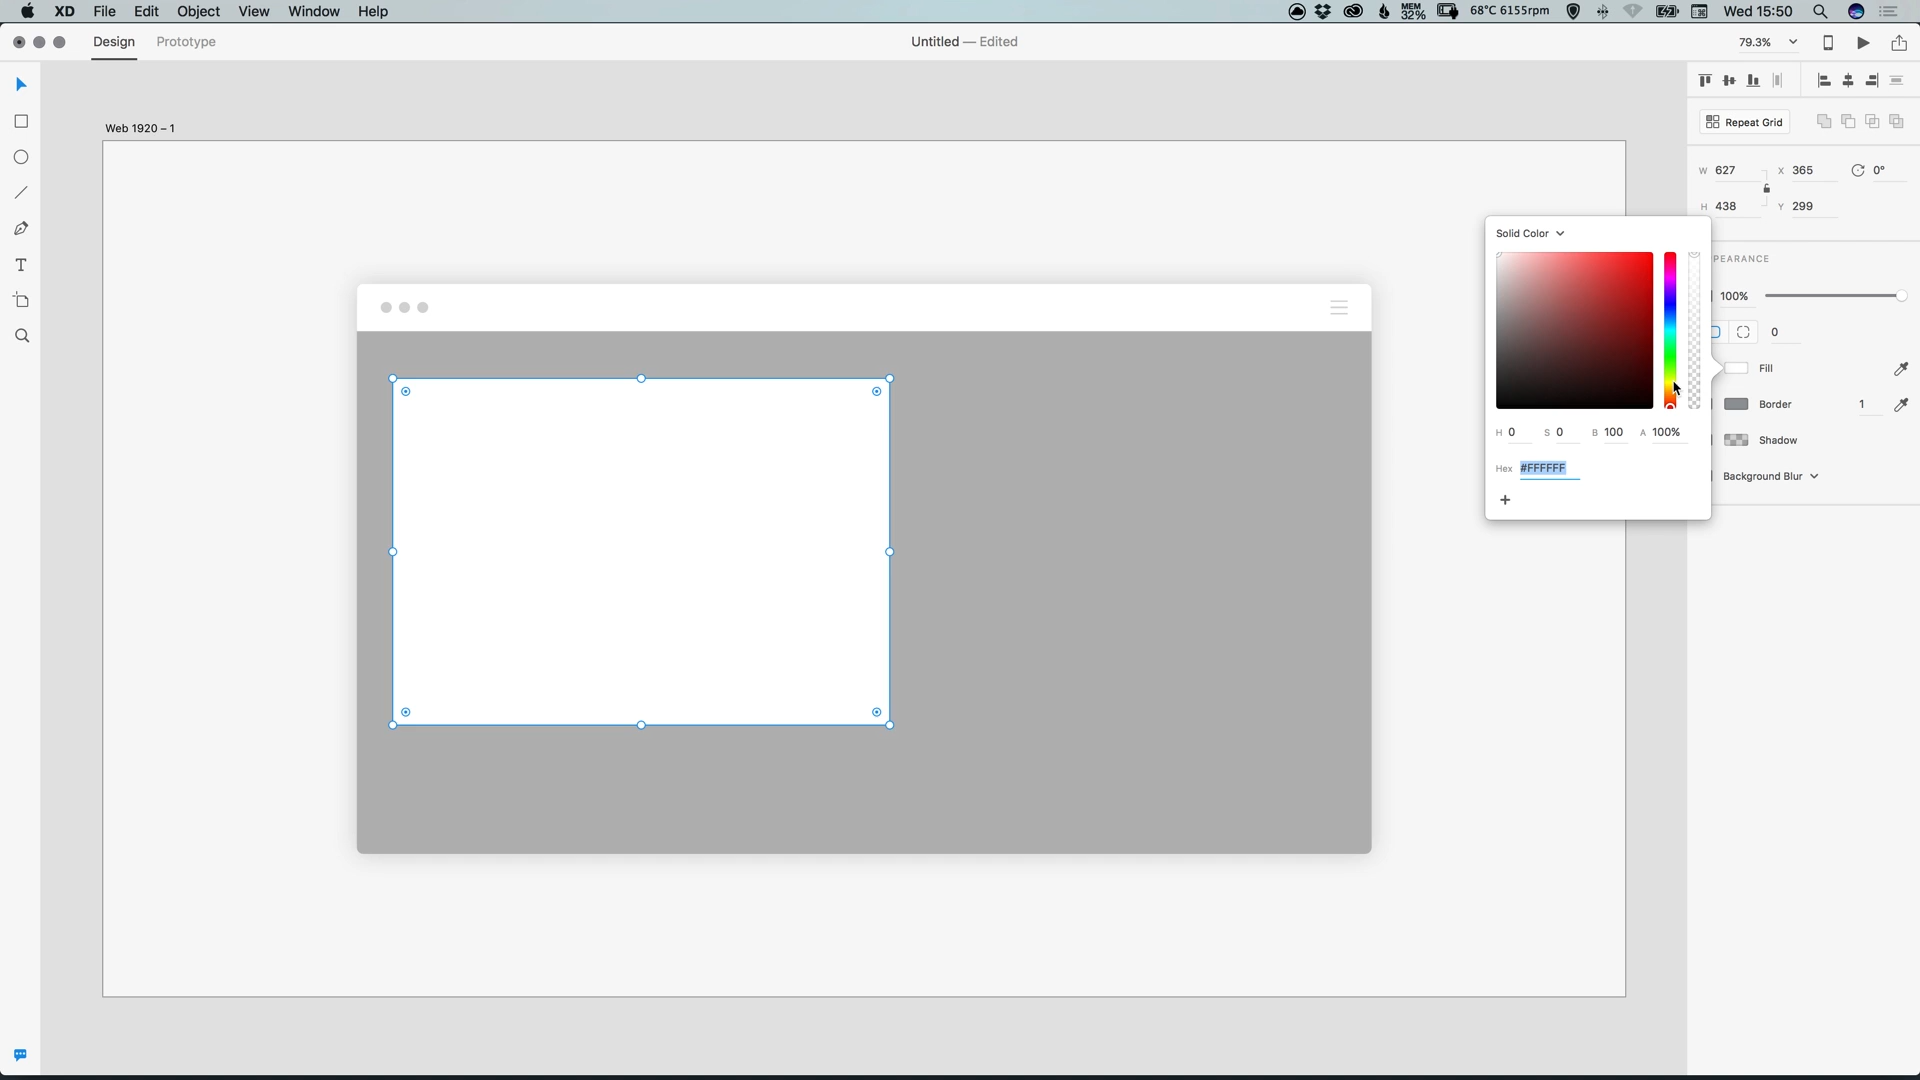 XD File Edit Object View Window Help MEM 32% 68°C 6155rpm Wed 15:50
Design Prototype Untitled — Edited 79.3%
Web 1920 – 1
Repeat Grid
W 627 X 365 0°
H 438 Y 299
Solid Color
PEARANCE
100%
0
Fill
Border 1
H 0 S 0 B 100 A 100%
Shadow
Hex #FFFFFF
Background Blur